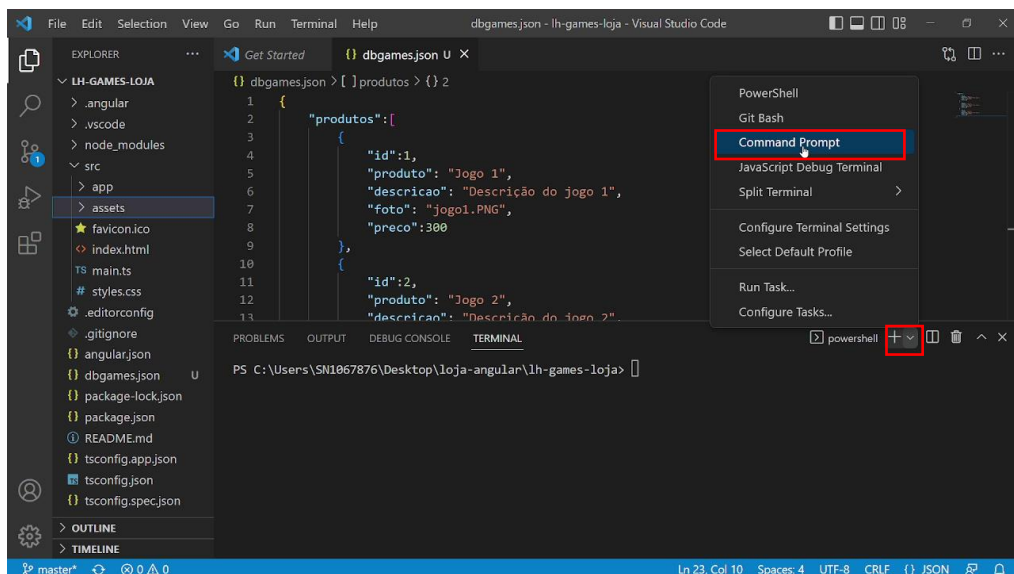 File Edit Selection View Go Run Terminal Help dbgames.json - lh-games-loja - Visual Studio Code
EXPLORER ...
Get Started
{} dbgames.json U ×
LH-GAMES-LOJA
> .angular
> .vscode
> node_modules
src
> app
> assets
favicon.ico
<> index.html
TS main.ts
# styles.css
.editorconfig
.gitignore
{} angular.json
{} dbgames.json U
{} package-lock.json
{} package.json
README.md
{} tsconfig.app.json
tsconfig.json
{} tsconfig.spec.json
> OUTLINE
> TIMELINE
1
{} dbgames.json > [ ] produtos > {} 2
1 {
2 "produtos":[
3 {
4 "id":1,
5 "produto": "Jogo 1",
6 "descricao": "Descrição do jogo 1",
7 "foto": "jogo1.PNG",
8 "preco":300
9 },
10 {
11 "id":2,
12 "produto": "Jogo 2",
13 "descricao": "Descrição do jogo 2",
PowerShell
Git Bash
Command Prompt
JavaScript Debug Terminal
Split Terminal >
Configure Terminal Settings
Select Default Profile
Run Task...
Configure Tasks...
PROBLEMS OUTPUT DEBUG CONSOLE TERMINAL powershell
PS C:\Users\SN1067876\Desktop\loja-angular\lh-games-loja>
master* 0 0 Ln 23, Col 10 Spaces: 4 UTF-8 CRLF {} JSON